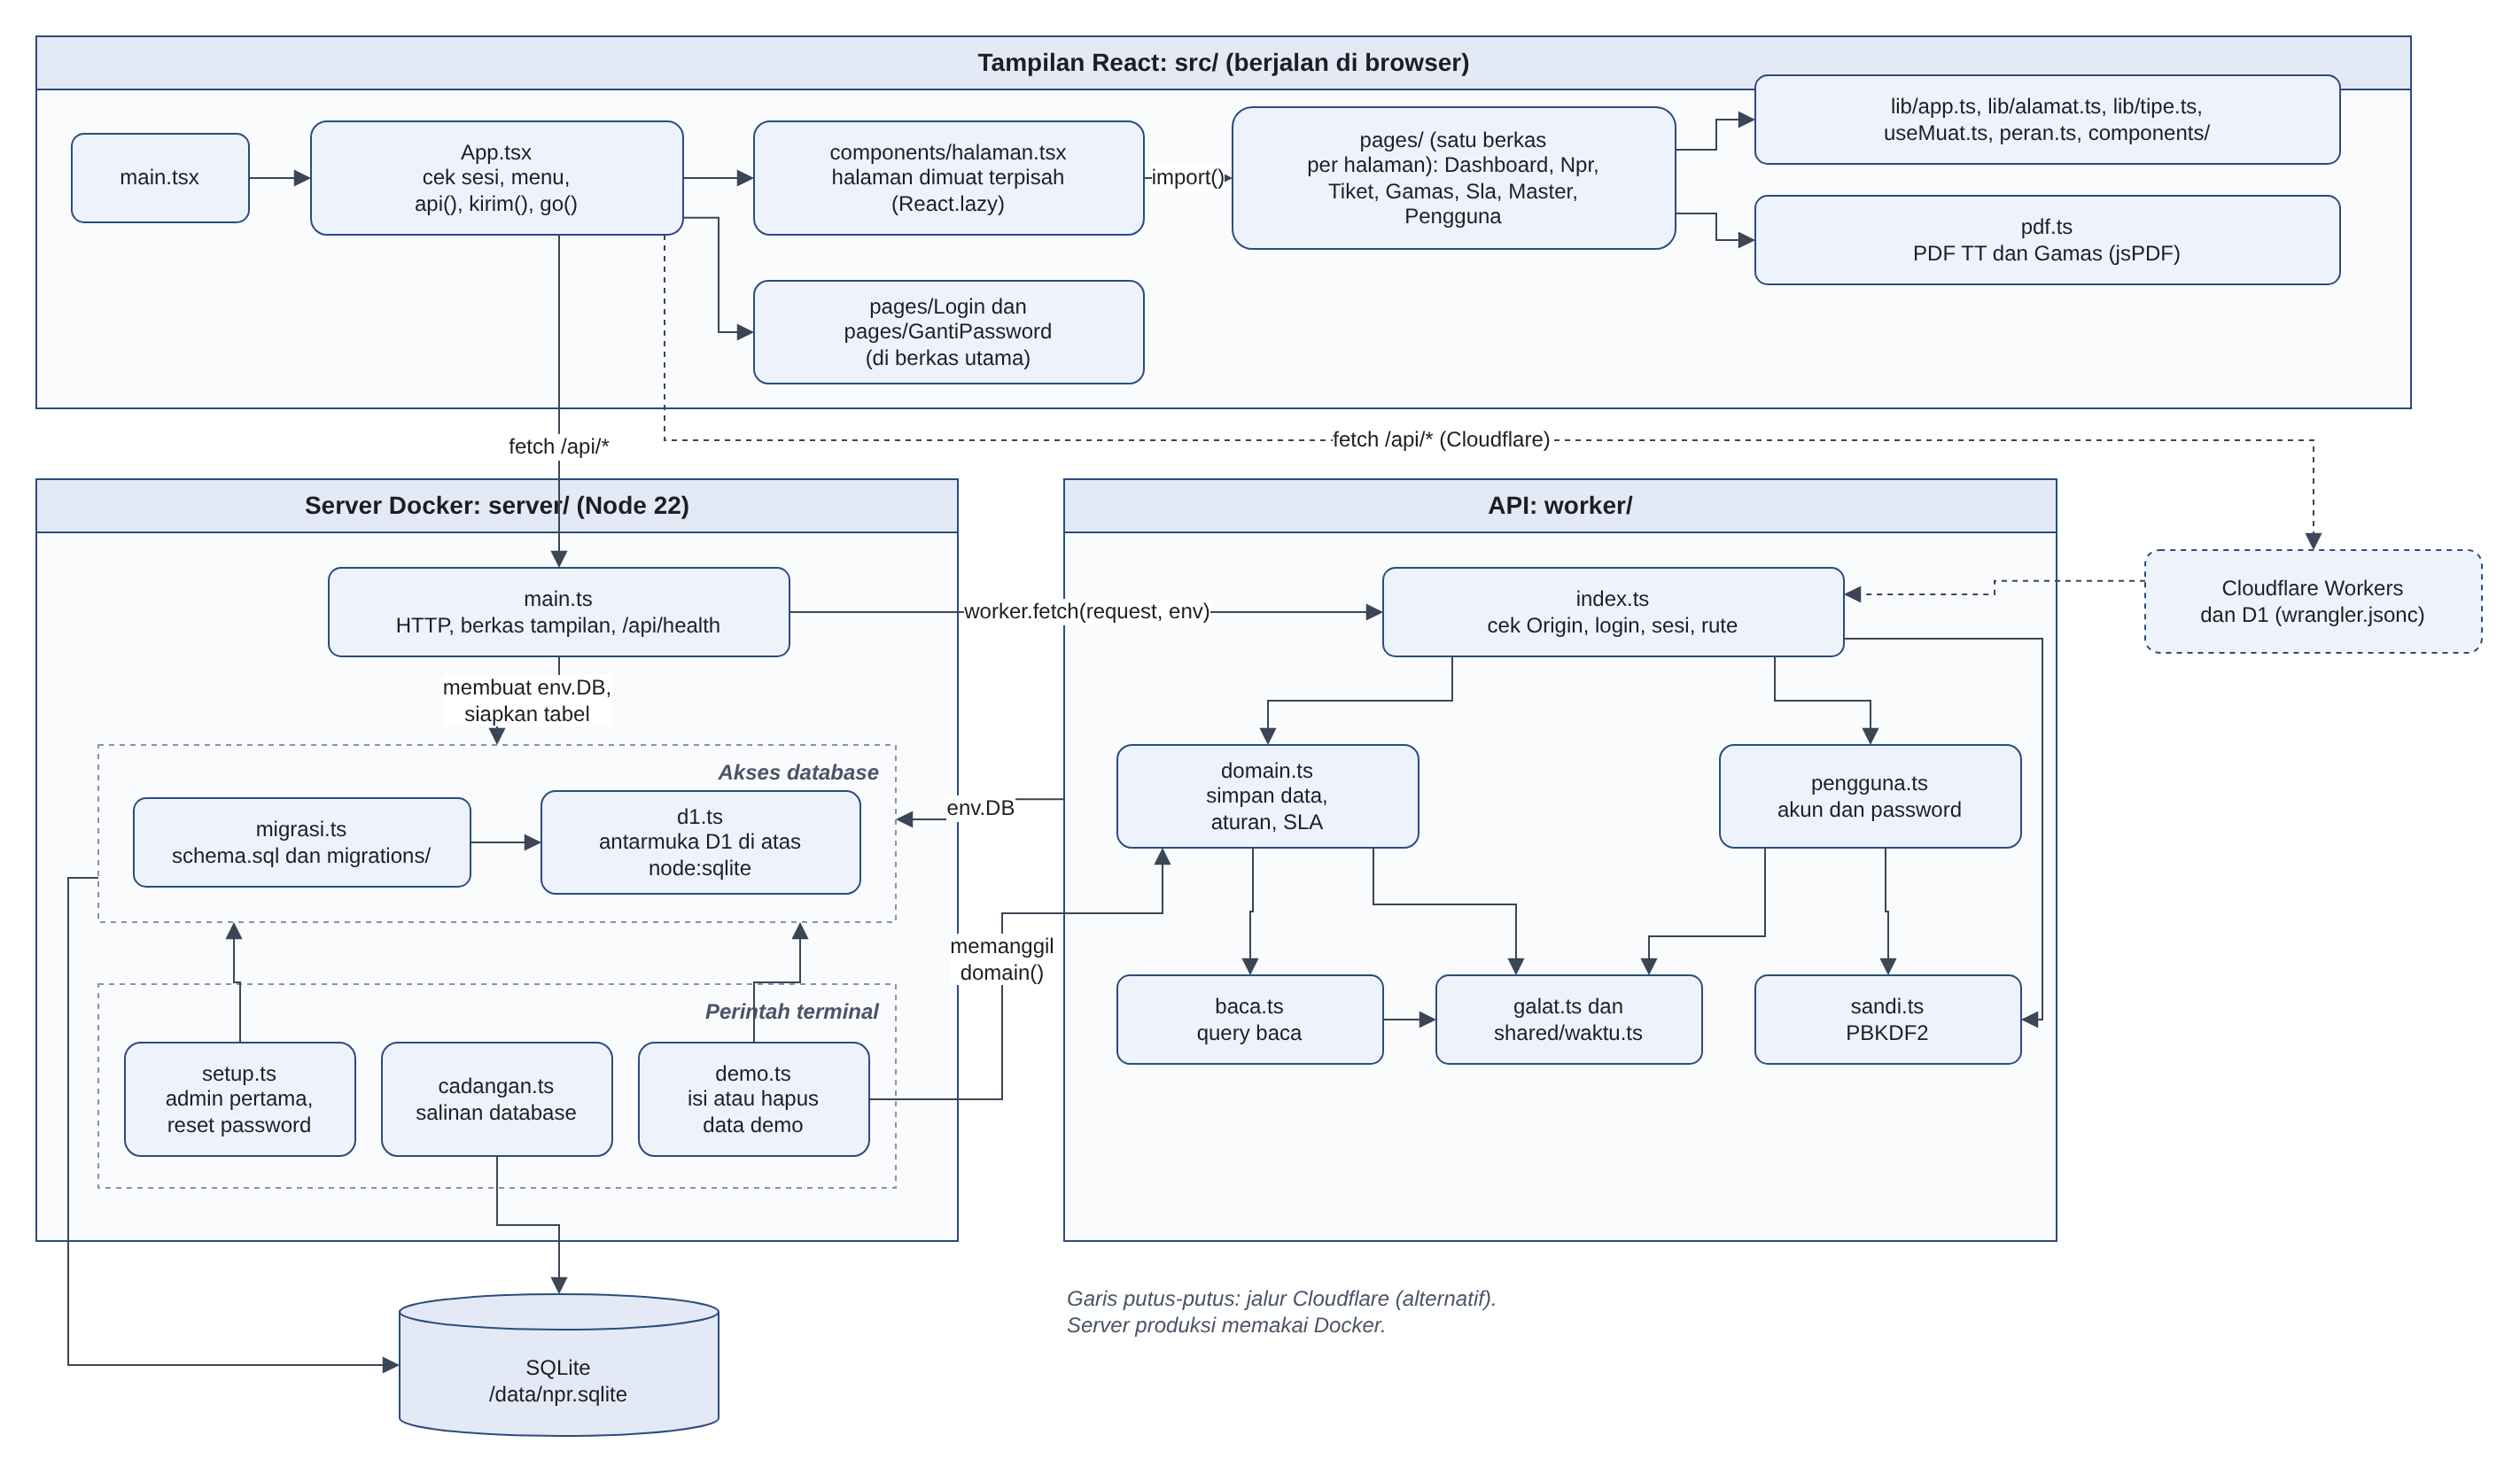 Tampilan React: src/ (berjalan di browser)
main.tsx
App.tsx
cek sesi, menu,
api(), kirim(), go()
components/halaman.tsx
halaman dimuat terpisah
(React.lazy)
import()
pages/ (satu berkas
per halaman): Dashboard, Npr,
Tiket, Gamas, Sla, Master,
Pengguna
lib/app.ts, lib/alamat.ts, lib/tipe.ts,
useMuat.ts, peran.ts, components/
pdf.ts
PDF TT dan Gamas (jsPDF)
pages/Login dan
pages/GantiPassword
(di berkas utama)
fetch /api/*
fetch /api/* (Cloudflare)
Server Docker: server/ (Node 22)
main.ts
HTTP, berkas tampilan, /api/health
membuat env.DB,
siapkan tabel
Akses database
migrasi.ts
schema.sql dan migrations/
d1.ts
antarmuka D1 di atas
node:sqlite
Perintah terminal
setup.ts
admin pertama,
reset password
cadangan.ts
salinan database
demo.ts
isi atau hapus
data demo
worker.fetch(request, env)
env.DB
memanggil
domain()
API: worker/
index.ts
cek Origin, login, sesi, rute
domain.ts
simpan data,
aturan, SLA
pengguna.ts
akun dan password
baca.ts
query baca
galat.ts dan
shared/waktu.ts
sandi.ts
PBKDF2
Cloudflare Workers
dan D1 (wrangler.jsonc)
SQLite
/data/npr.sqlite
Garis putus-putus: jalur Cloudflare (alternatif).
Server produksi memakai Docker.